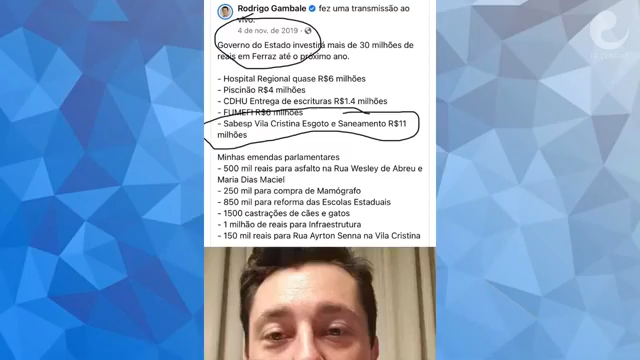 Rodrigo Gambale fez uma transmissão ao
vivo.
4 de nov. de 2019 ·
Governo do Estado investirá mais de 30 milhões de
reais em Ferraz até o próximo ano.
- Hospital Regional quase R$6 milhões
- Piscinão R$4 milhões
- CDHU Entrega de escrituras R$1.4 milhões
- FUMEFI R$6 milhões
- Sabesp Vila Cristina Esgoto e Saneamento R$11
milhões
Minhas emendas parlamentares
- 500 mil reais para asfalto na Rua Wesley de Abreu e
Maria Dias Maciel
- 250 mil para compra de Mamógrafo
- 850 mil para reforma das Escolas Estaduais
- 1500 castrações de cães e gatos
- 1 milhão de reais para Infraestrutura
- 150 mil reais para Rua Ayrton Senna na Vila Cristina